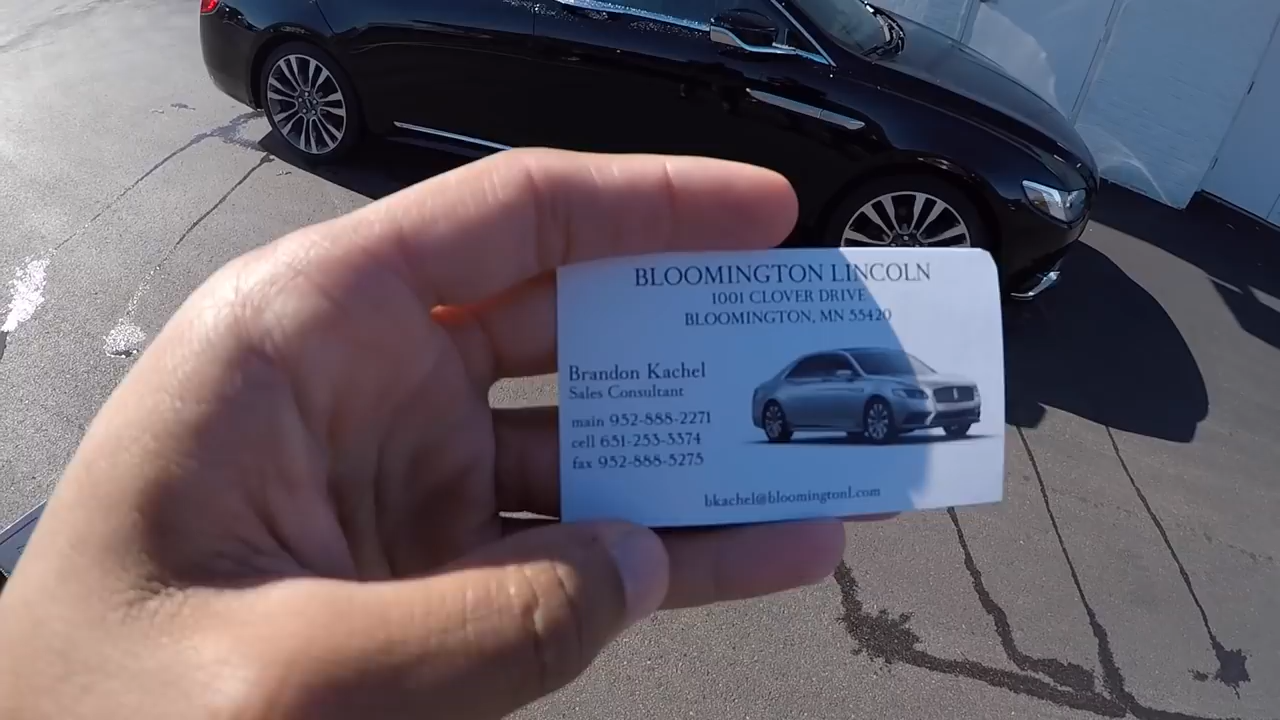 BLOOMINGTON LINCOLN
1001 CLOVER DRIVE
BLOOMINGTON, MN 55420
Brandon Kachel
Sales Consultant
main 952-888-2271
cell 651-253-3374
fax 952-888-5275
bkachel@bloomingtonl.com